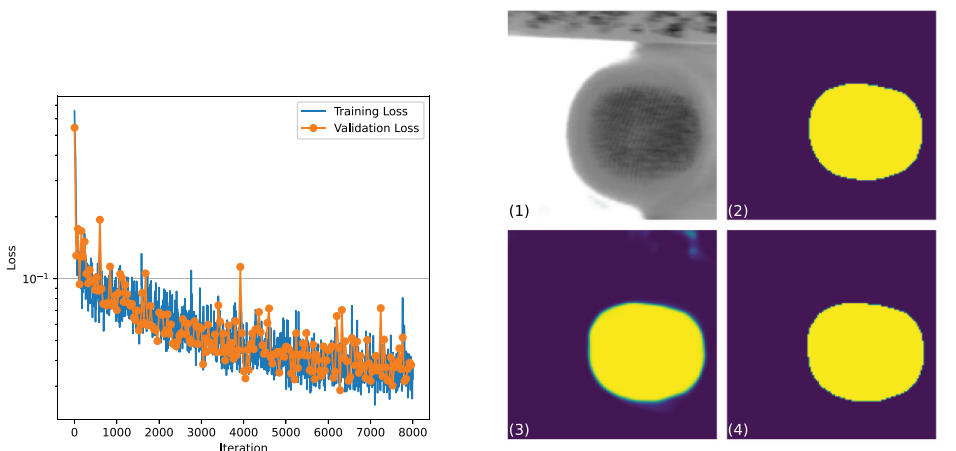 Training Loss
Validation Loss
Loss
10⁻¹
0 1000 2000 3000 4000 5000 6000 7000 8000
Iteration
(1)
(2)
(3)
(4)